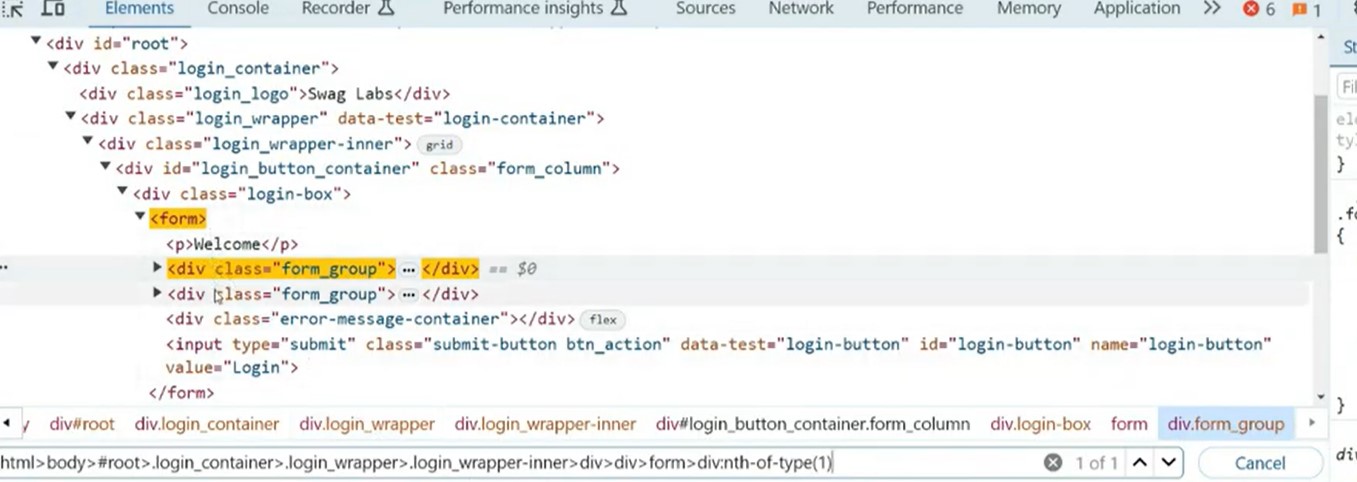 Elements Console Recorder Performance insights Sources Network Performance Memory Application >> 6 1
<div id="root">
St
<div class="login_container">
<div class="login_logo">Swag Labs</div>
<div class="login_wrapper" data-test="login-container">
<div class="login_wrapper-inner"> grid
<div id="login_button_container" class="form_column">
<div class="login-box">
<form>
<p>Welcome</p>
<div class="form_group"> ... </div> == $0
<div class="form_group"> ... </div>
<div class="error-message-container"></div> flex
<input type="submit" class="submit-button btn_action" data-test="login-button" id="login-button" name="login-button"
value="Login">
</form>
div#root div.login_container div.login_wrapper div.login_wrapper-inner div#login_button_container.form_column div.login-box form div.form_group
html>body>#root>.login_container>.login_wrapper>.login_wrapper-inner>div>div>form>div:nth-of-type(1) 1 of 1 Cancel